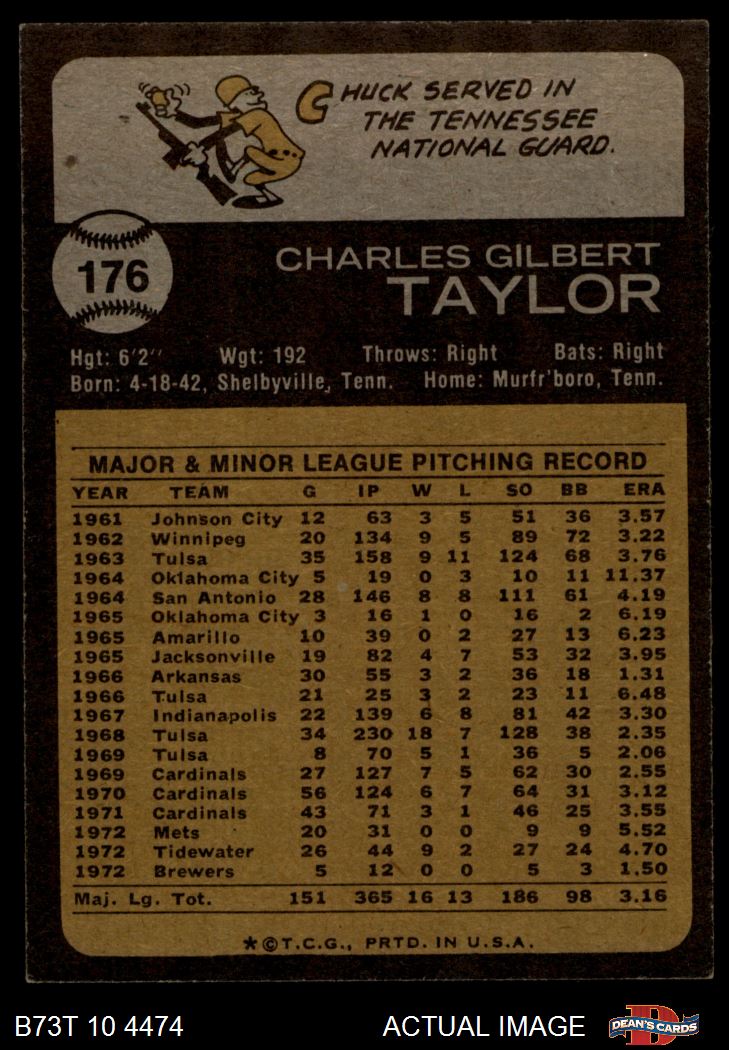 CHUCK SERVED IN
THE TENNESSEE
NATIONAL GUARD.
176
CHARLES GILBERT
TAYLOR
Hgt: 6'2" Wgt: 192 Throws: Right Bats: Right
Born: 4-18-42, Shelbyville, Tenn. Home: Murfr'boro, Tenn.
MAJOR & MINOR LEAGUE PITCHING RECORD
YEAR TEAM G IP W L SO BB ERA
1961 Johnson City 12 63 3 5 51 36 3.57
1962 Winnipeg 20 134 9 5 89 72 3.22
1963 Tulsa 35 158 9 11 124 68 3.76
1964 Oklahoma City 5 19 0 3 10 11 11.37
1964 San Antonio 28 146 8 8 111 61 4.19
1965 Oklahoma City 3 16 1 0 16 2 6.19
1965 Amarillo 10 39 0 2 27 13 6.23
1965 Jacksonville 19 82 4 7 53 32 3.95
1966 Arkansas 30 55 3 2 36 18 1.31
1966 Tulsa 21 25 3 2 23 11 6.48
1967 Indianapolis 22 139 6 8 81 42 3.30
1968 Tulsa 34 230 18 7 128 38 2.35
1969 Tulsa 8 70 5 1 36 5 2.06
1969 Cardinals 27 127 7 5 62 30 2.55
1970 Cardinals 56 124 6 7 64 31 3.12
1971 Cardinals 43 71 3 1 46 25 3.55
1972 Mets 20 31 0 0 9 9 5.52
1972 Tidewater 26 44 9 2 27 24 4.70
1972 Brewers 5 12 0 0 5 3 1.50
Maj. Lg. Tot. 151 365 16 13 186 98 3.16
★©T.C.G., PRTD. IN U.S.A.
B73T 10 4474 ACTUAL IMAGE DEAN'S CARDS